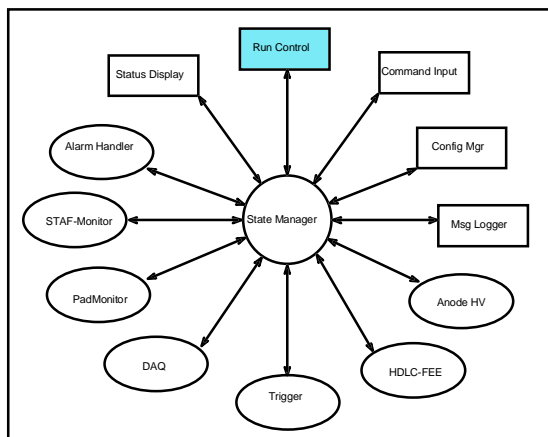 Run Control
Status Display
Command Input
Alarm Handler
Config Mgr
STAF-Monitor
State Manager
Msg Logger
PadMonitor
Anode HV
DAQ
HDLC-FEE
Trigger